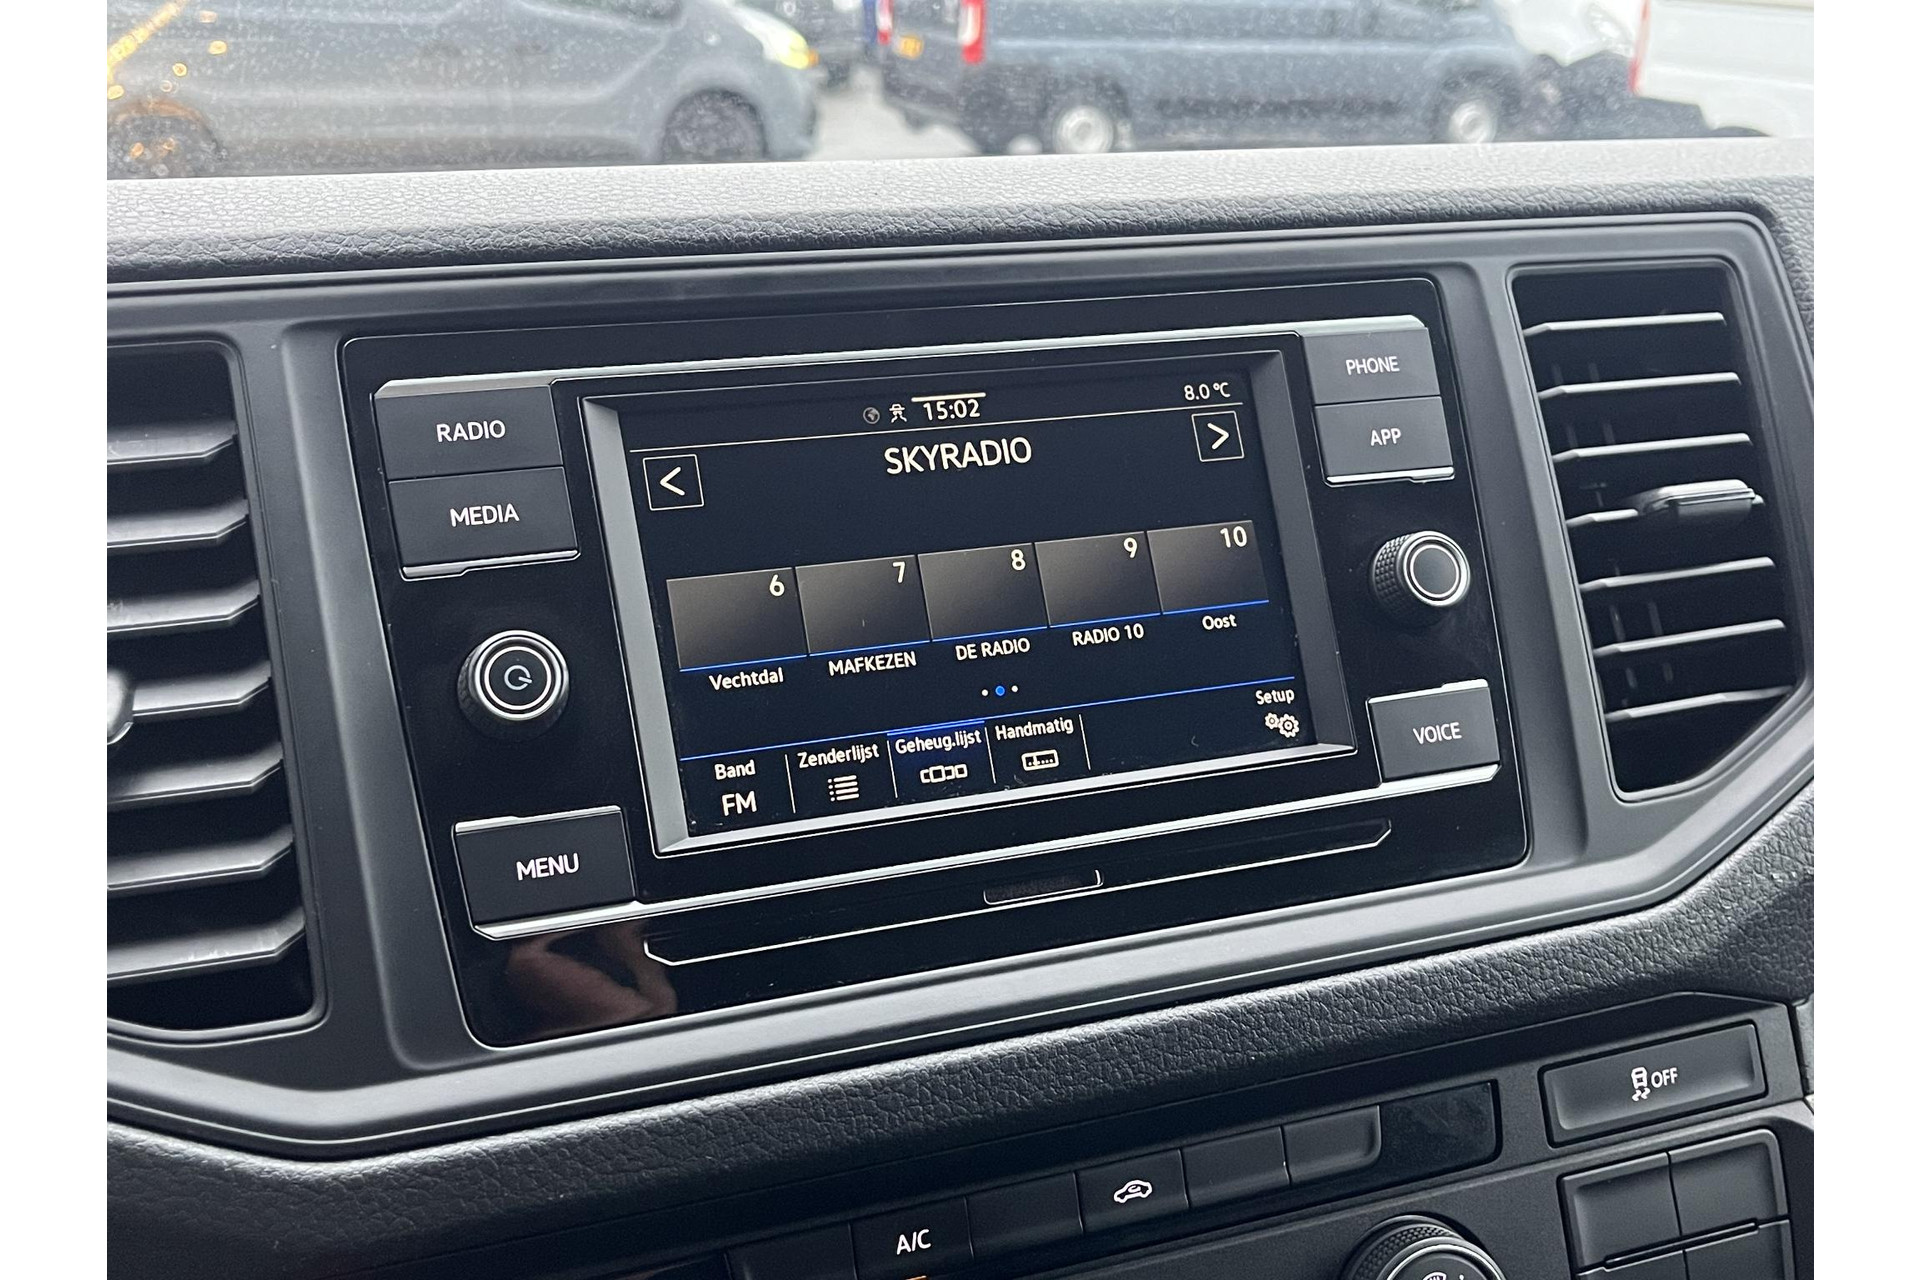 RADIO
MEDIA
MENU
PHONE
APP
VOICE
15:02
8.0 °C
<
SKYRADIO
>
6
7
8
9
10
Vechtdal
MAFKEZEN
DE RADIO
RADIO 10
Oost
Band
FM
Zenderlijst
Geheug.lijst
Handmatig
Setup
OFF
A/C